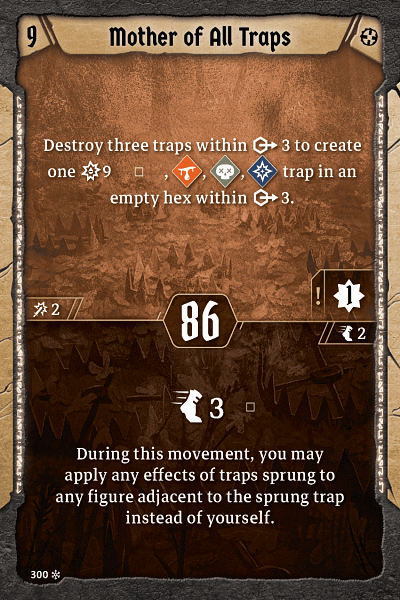 9
Mother of All Traps
Destroy three traps within 3 to create
one 9 , , , trap in an
empty hex within 3.
2
86
! 1
2
3
During this movement, you may
apply any effects of traps sprung to
any figure adjacent to the sprung trap
instead of yourself.
300